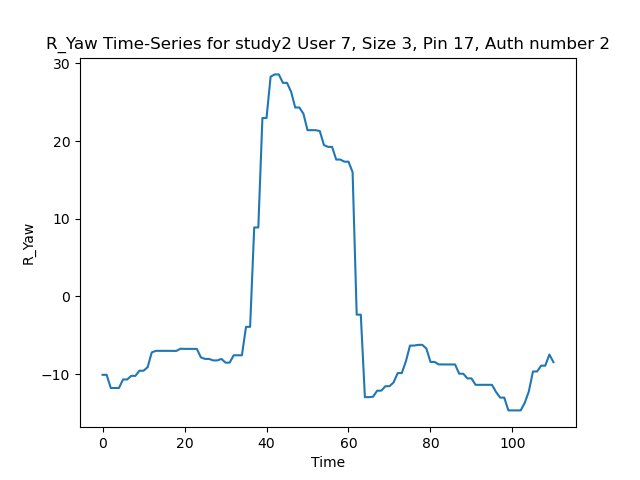 R_Yaw Time-Series for study2 User 7, Size 3, Pin 17, Auth number 2
30
20
10
0
−10
R_Yaw
0 20 40 60 80 100
Time